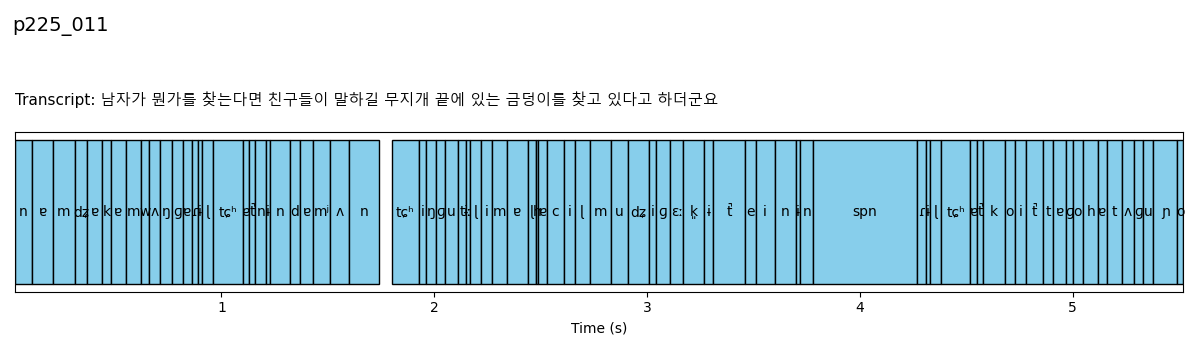 p225_011
Transcript: 남자가 뭔가를 찾는다면 친구들이 말하길 무지개 끝에 있는 금덩이를 찾고 있다고 하더군요
n ɐ m dʑ ɐ k ɐ m w ʌ ŋ ɡ ɐ ɾ ɨ ɭ tɕʰ ɐ t̚ n ɨ n d ɐ mʲ ʌ n tɕʰ i ŋ ɡ u t ɨː ɭ i m ɐ ɭ h ɐ c i ɭ m u dʑ i ɡ ɛː k̟ ɨ t̚ e i n ɨ n spn ɾ ɨ ɭ tɕʰ ɐ t̚ k o i t̚ t ɐ ɡ o h ɐ t ʌ ɡ u ɲ o
1 2 3 4 5
Time (s)